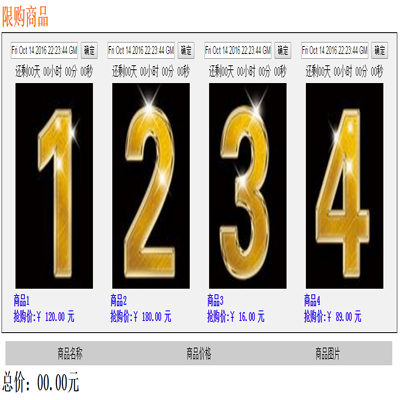 限购商品
Fri Oct 14 2016 22:23:44 GM 确定 Fri Oct 14 2016 22:23:44 GM 确定 Fri Oct 14 2016 22:23:44 GM 确定 Fri Oct 14 2016 22:23:44 GM 确定
还剩00天 00小时 00分 00秒 还剩00天 00小时 00分 00秒 还剩00天 00小时 00分 00秒 还剩00天 00小时 00分 00秒
1 2 3 4
商品1 商品2 商品3 商品4
抢购价:¥ 120.00 元 抢购价:¥ 180.00 元 抢购价:¥ 16.00 元 抢购价:¥ 89.00 元
商品名称 商品价格 商品图片
总价：00.00元